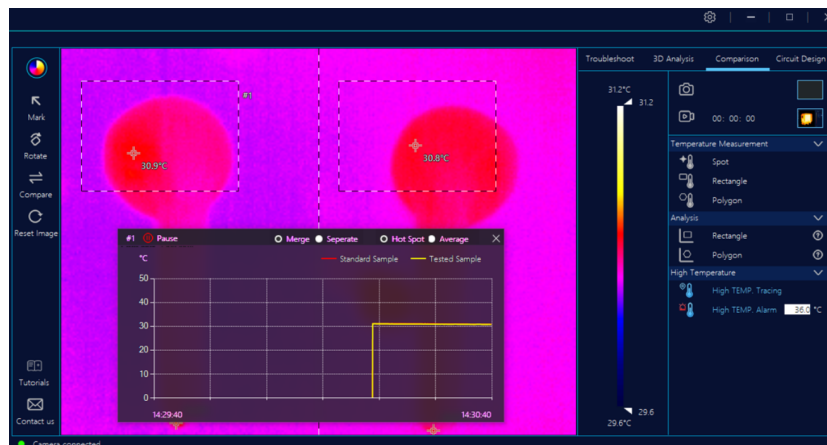 Troubleshoot
3D Analysis
Comparison
Circuit Design
Mark
Rotate
Compare
Reset Image
Tutorials
Contact us
Camera connected
#1
30.9°C
30.8°C
#1 Pause Merge Seperate Hot Spot Average
°C
Standard Sample
Tested Sample
50
40
30
20
10
0
14:29:40
14:30:40
31.2°C
31.2
29.6
29.6°C
00: 00: 00
Temperature Measurement
Spot
Rectangle
Polygon
Analysis
Rectangle
Polygon
High Temperature
High TEMP. Tracing
High TEMP. Alarm 36.0 °C